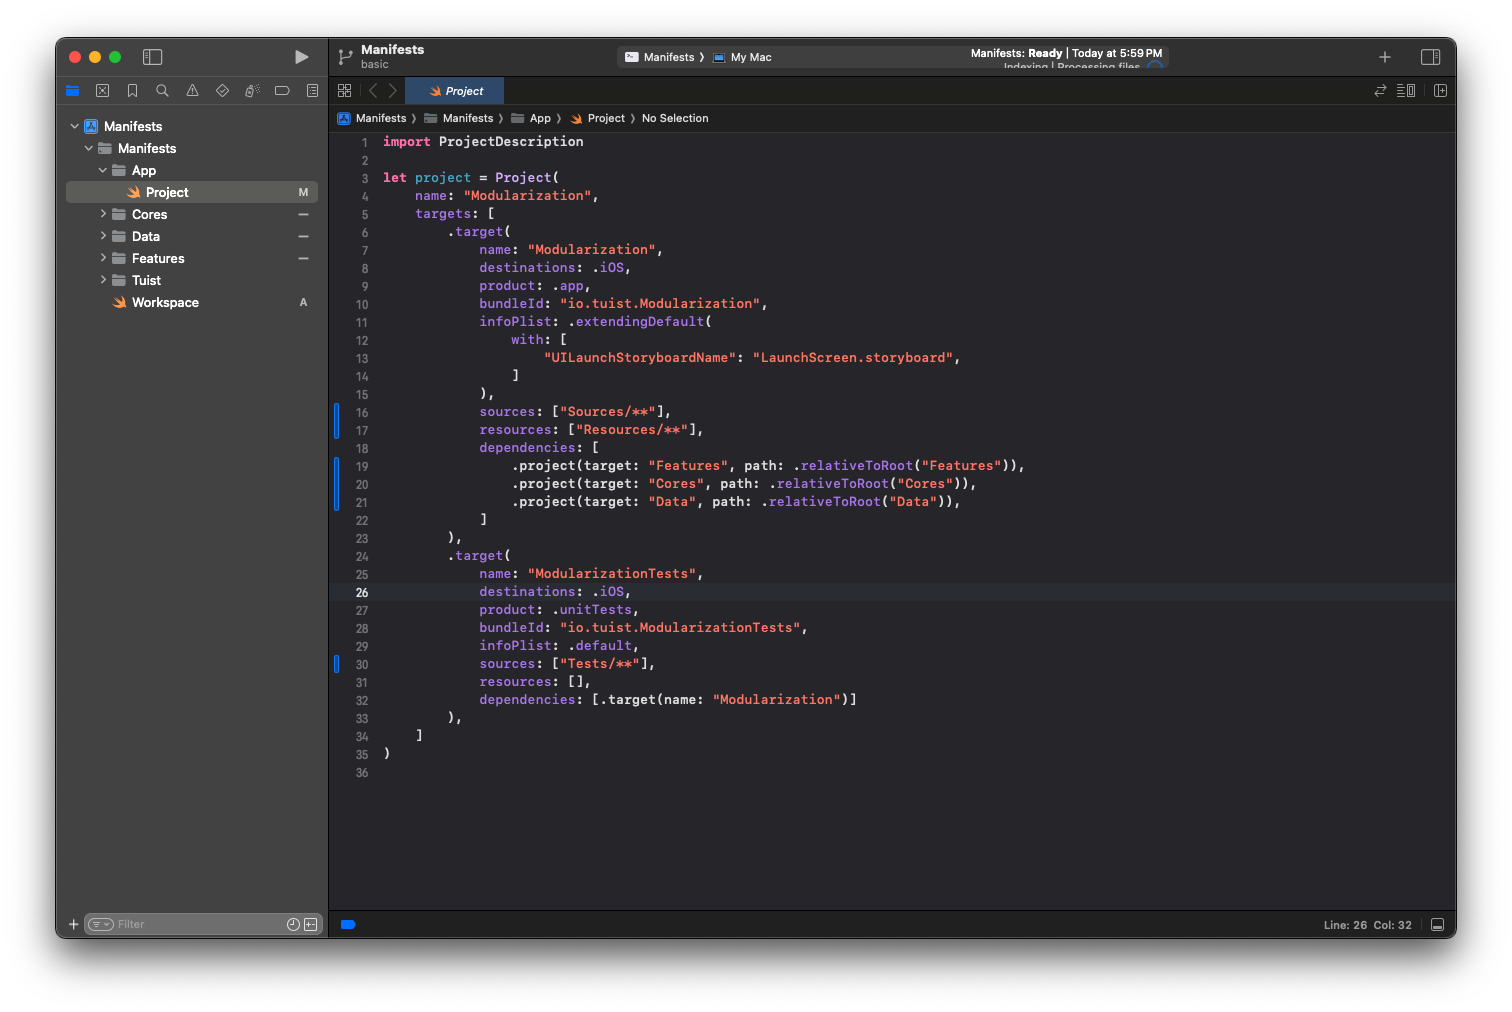 Manifests
basic
Manifests 〉 My Mac
Manifests: Ready | Today at 5:59 PM
Indexing | Processing files
Project
Manifests 〉 Manifests 〉 App 〉 Project 〉 No Selection
Manifests
Manifests
App
Project M
Cores
Data
Features
Tuist
Workspace A
Filter
1 import ProjectDescription
2
3 let project = Project(
4 name: "Modularization",
5 targets: [
6 .target(
7 name: "Modularization",
8 destinations: .iOS,
9 product: .app,
10 bundleId: "io.tuist.Modularization",
11 infoPlist: .extendingDefault(
12 with: [
13 "UILaunchStoryboardName": "LaunchScreen.storyboard",
14 ]
15 ),
16 sources: ["Sources/**"],
17 resources: ["Resources/**"],
18 dependencies: [
19 .project(target: "Features", path: .relativeToRoot("Features")),
20 .project(target: "Cores", path: .relativeToRoot("Cores")),
21 .project(target: "Data", path: .relativeToRoot("Data")),
22 ]
23 ),
24 .target(
25 name: "ModularizationTests",
26 destinations: .iOS,
27 product: .unitTests,
28 bundleId: "io.tuist.ModularizationTests",
29 infoPlist: .default,
30 sources: ["Tests/**"],
31 resources: [],
32 dependencies: [.target(name: "Modularization")]
33 ),
34 ]
35 )
36
Line: 26 Col: 32